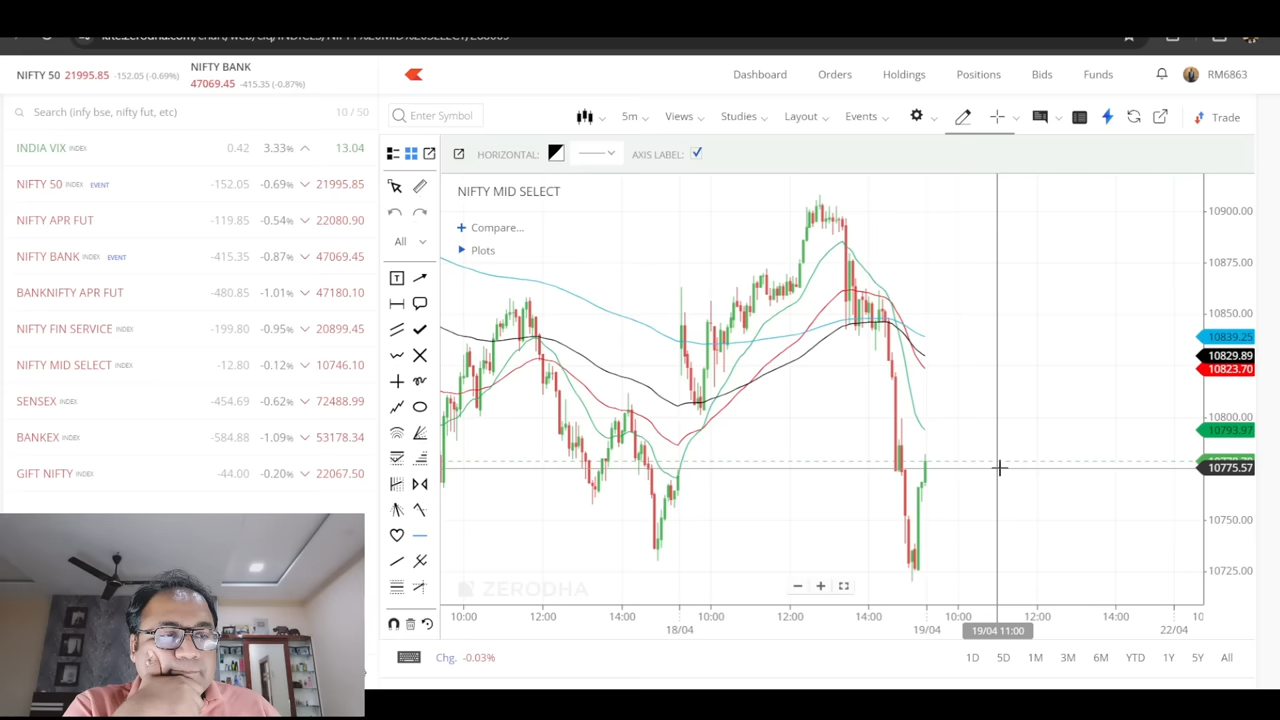 NIFTY 50 21995.85 -152.05 (-0.69%)
NIFTY BANK
47069.45 -415.35 (-0.87%)
Dashboard Orders Holdings Positions Bids Funds RM6863
Search (infy bse, nifty fut, etc) 10 / 50
Enter Symbol 5m Views Studies Layout Events Trade
INDIA VIX INDEX 0.42 3.33% 13.04
HORIZONTAL: AXIS LABEL:
NIFTY 50 INDEX EVENT -152.05 -0.69% 21995.85
NIFTY APR FUT -119.85 -0.54% 22080.90
NIFTY BANK INDEX EVENT -415.35 -0.87% 47069.45
BANKNIFTY APR FUT -480.85 -1.01% 47180.10
NIFTY FIN SERVICE INDEX -199.80 -0.95% 20899.45
NIFTY MID SELECT INDEX -12.80 -0.12% 10746.10
SENSEX INDEX -454.69 -0.62% 72488.99
BANKEX INDEX -584.88 -1.09% 53178.34
GIFT NIFTY INDEX -44.00 -0.20% 22067.50
All
T
NIFTY MID SELECT
Compare...
Plots
10900.00
10875.00
10850.00
10839.25
10829.89
10823.70
10800.00
10793.97
10775.57
10750.00
10725.00
ZERODHA
10:00 12:00 14:00 10:00 12:00 14:00 10:00 12:00 14:00 10
18/04 19/04 19/04 11:00 22/04
Chg. -0.03% 1D 5D 1M 3M 6M YTD 1Y 5Y All